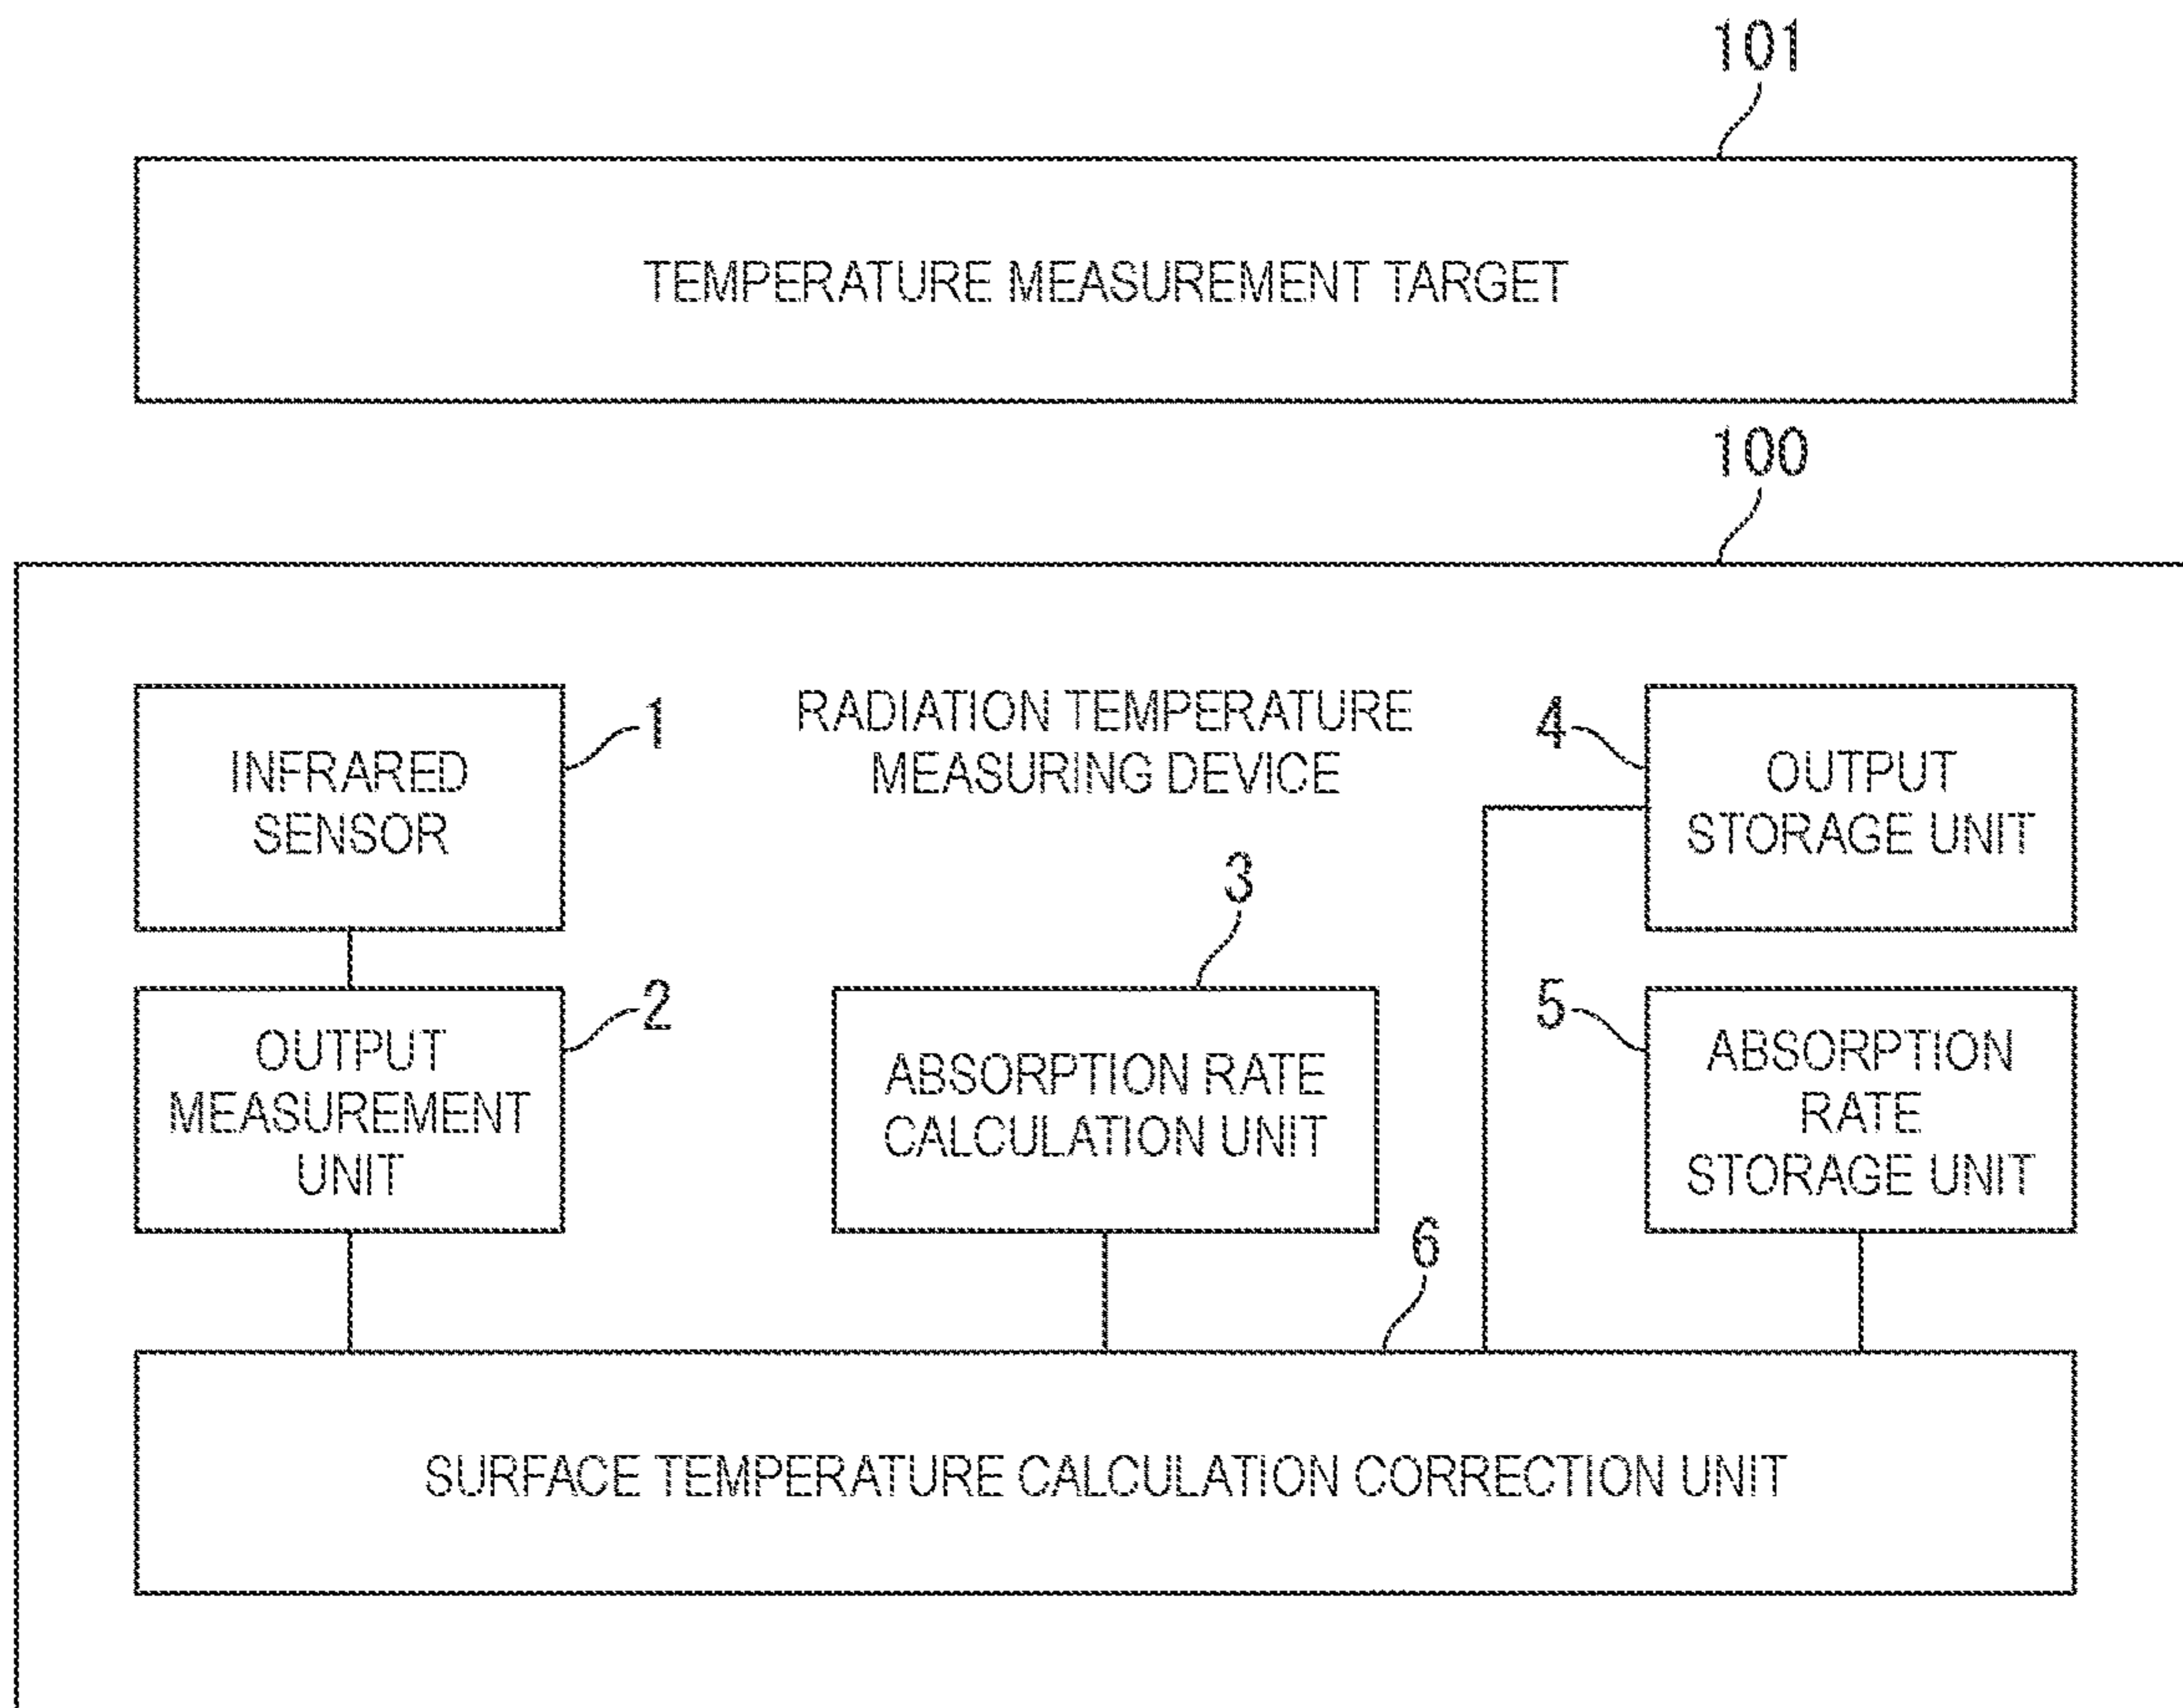 101
TEMPERATURE MEASUREMENT TARGET
100
RADIATION TEMPERATURE
MEASURING DEVICE
1
INFRARED
SENSOR
2
OUTPUT
MEASUREMENT
UNIT
3
ABSORPTION RATE
CALCULATION UNIT
4
OUTPUT
STORAGE UNIT
5
ABSORPTION
RATE
STORAGE UNIT
6
SURFACE TEMPERATURE CALCULATION CORRECTION UNIT